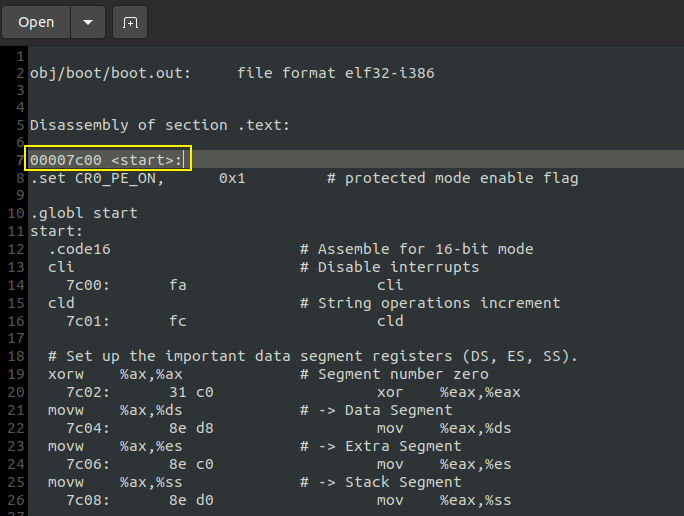 Open
1
2 obj/boot/boot.out:     file format elf32-i386
3
4
5 Disassembly of section .text:
6
7 00007c00 <start>:
8 .set CR0_PE_ON,      0x1         # protected mode enable flag
9
10 .globl start
11 start:
12   .code16                     # Assemble for 16-bit mode
13   cli                         # Disable interrupts
14     7c00:       fa                      cli
15   cld                         # String operations increment
16     7c01:       fc                      cld
17
18   # Set up the important data segment registers (DS, ES, SS).
19   xorw    %ax,%ax             # Segment number zero
20     7c02:       31 c0                   xor    %eax,%eax
21   movw    %ax,%ds             # -> Data Segment
22     7c04:       8e d8                   mov    %eax,%ds
23   movw    %ax,%es             # -> Extra Segment
24     7c06:       8e c0                   mov    %eax,%es
25   movw    %ax,%ss             # -> Stack Segment
26     7c08:       8e d0                   mov    %eax,%ss